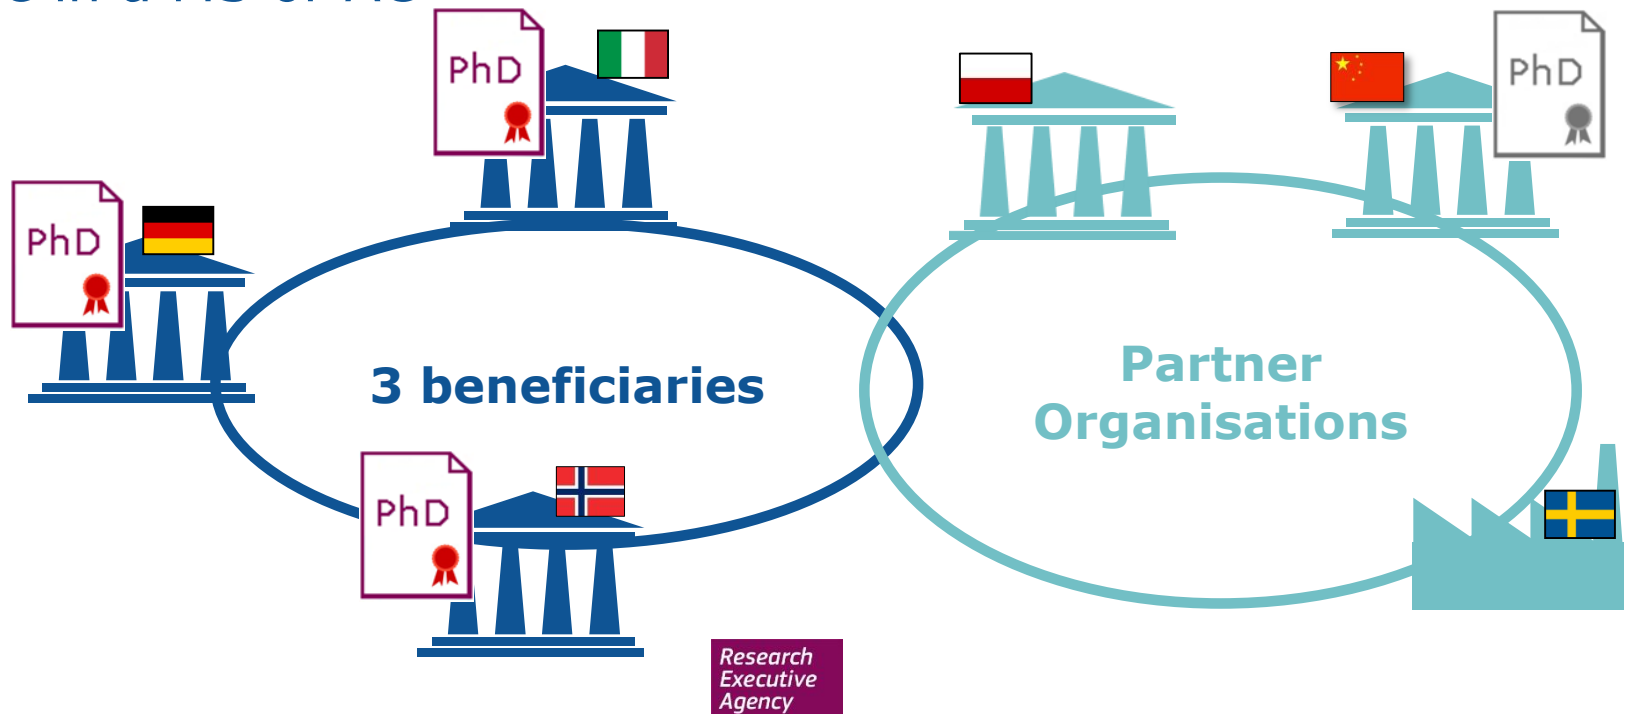 PhD
PhD
PhD
PhD
3 beneficiaries
Partner
Organisations
Research
Executive
Agency